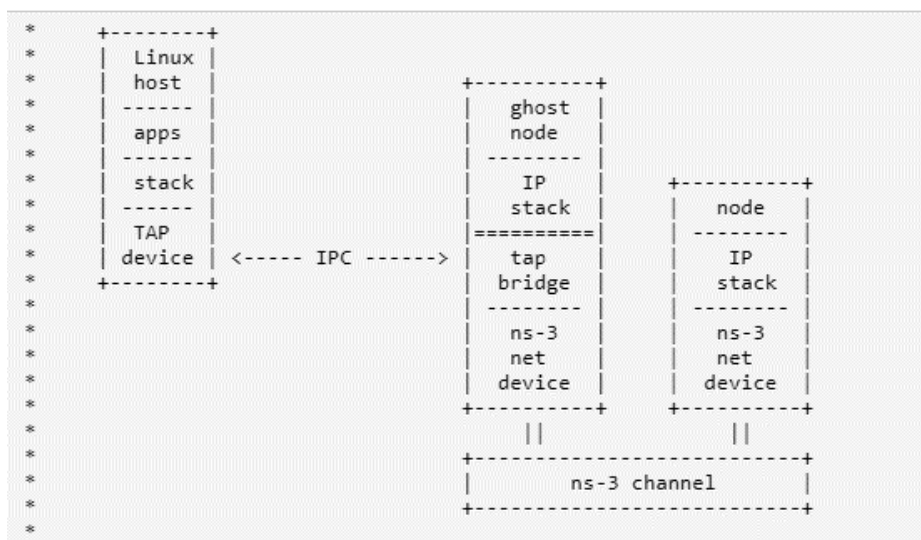 *      +--------+
*      |  Linux |
*      |  host  |                    +----------+
*      | ------ |                    |   ghost  |
*      |  apps  |                    |   node   |
*      | ------ |                    | -------- |
*      |  stack |                    |    IP    |     +----------+
*      | ------ |                    |   stack  |     |   node   |
*      |  TAP   |                    |==========|     | -------- |
*      | device | <----- IPC ------> |   tap    |     |    IP    |
*      +--------+                    |  bridge  |     |   stack  |
*                                    | -------- |     | -------- |
*                                    |   ns-3   |     |   ns-3   |
*                                    |   net    |     |   net    |
*                                    |  device  |     |  device  |
*                                    +----------+     +----------+
*                                         ||               ||
*                                    +---------------------------+
*                                    |        ns-3 channel       |
*                                    +---------------------------+
*